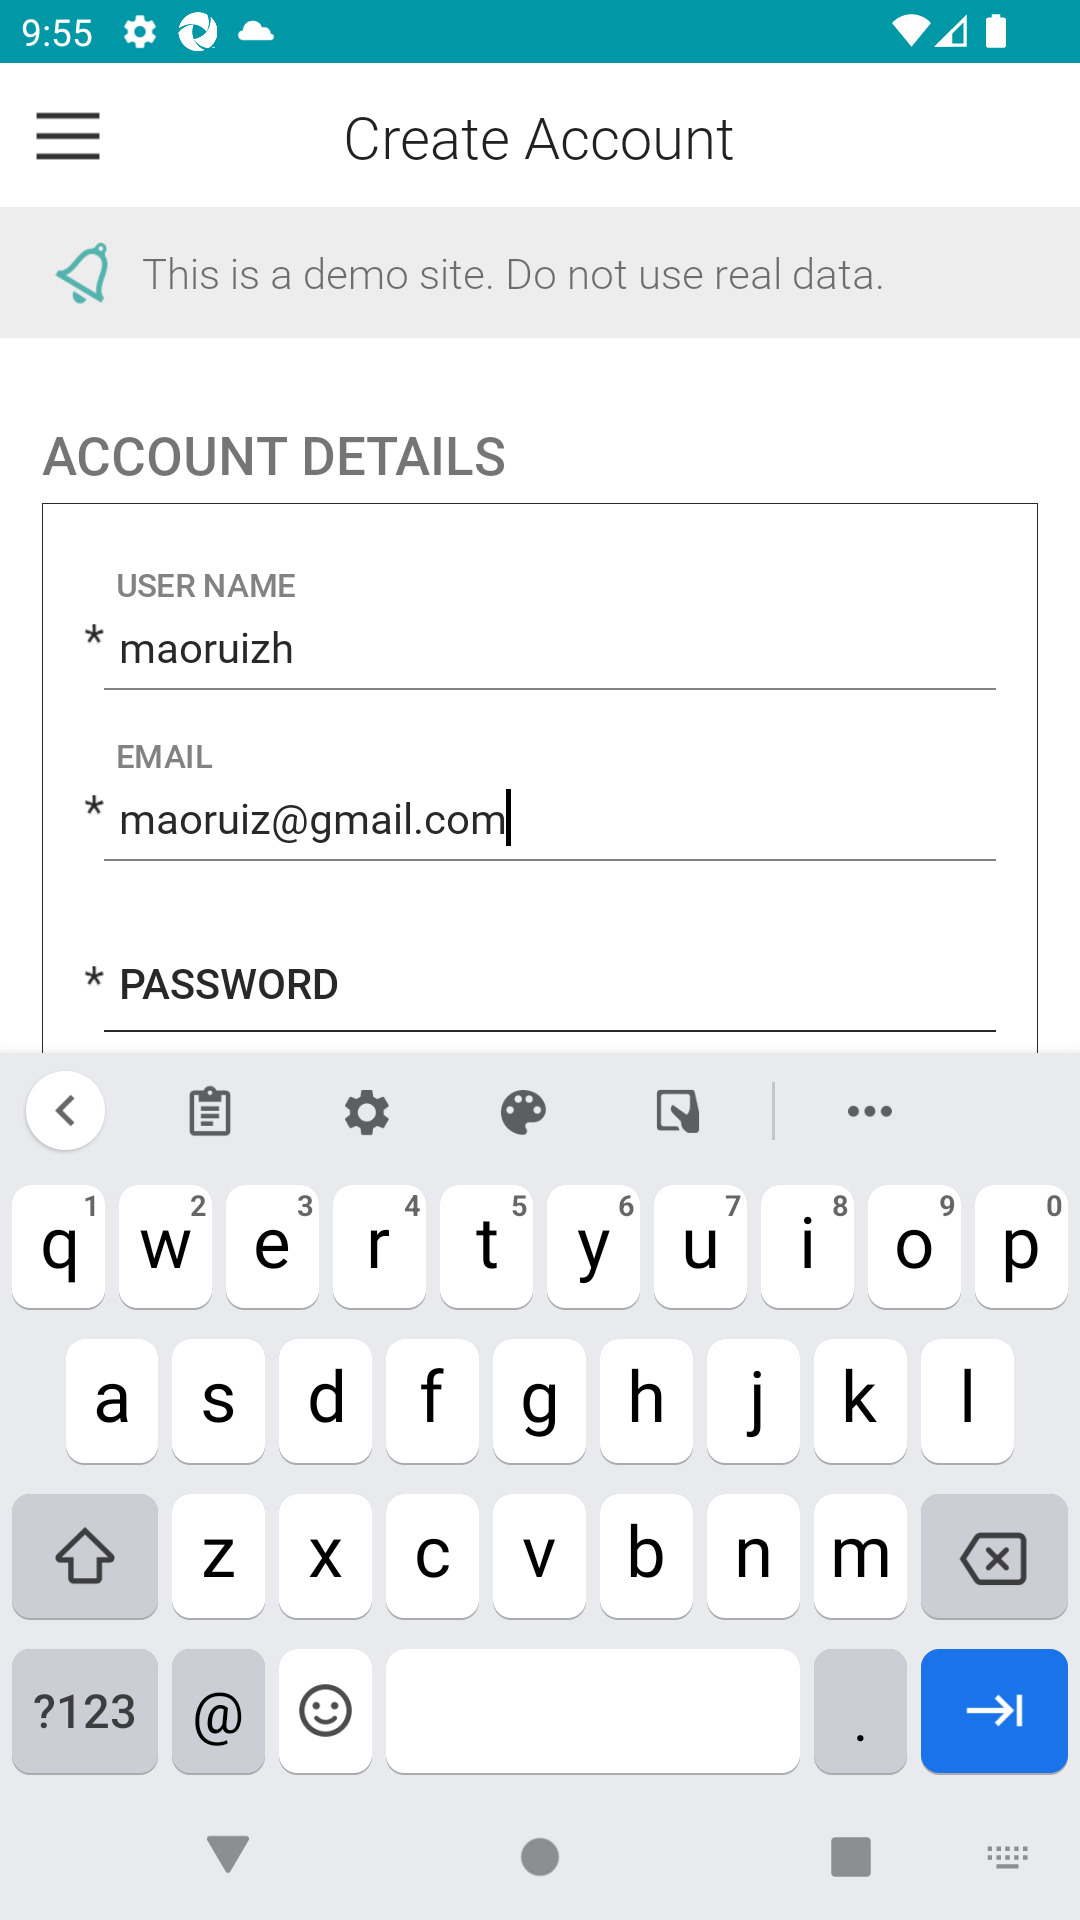 9:55
Create Account
This is a demo site. Do not use real data.
ACCOUNT DETAILS
USER NAME
* maoruizh
EMAIL
* maoruiz@gmail.com
* PASSWORD
1 2 3 4 5 6 7 8 9 0
q w e r t y u i o p
a s d f g h j k l
z x c v b n m
?123 @ .